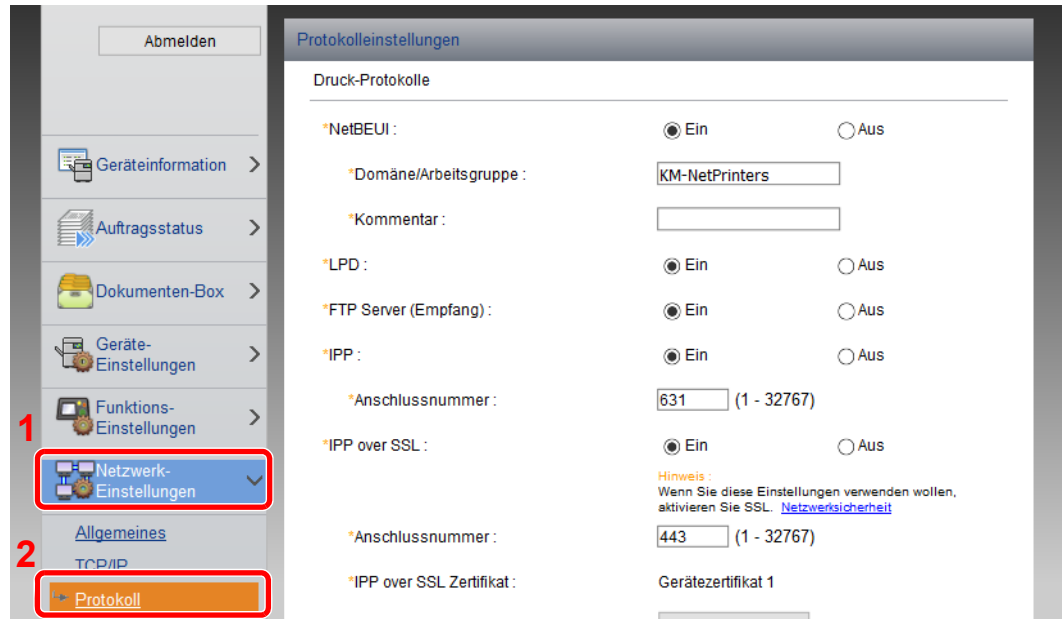 Abmelden
Geräteinformation
Auftragsstatus
Dokumenten-Box
Geräte-
Einstellungen
Funktions-
Einstellungen
1
Netzwerk-
Einstellungen
Allgemeines
2
TCP/IP
Protokoll
Protokolleinstellungen
Druck-Protokolle
*NetBEUI : Ein Aus
*Domäne/Arbeitsgruppe : KM-NetPrinters
*Kommentar :
*LPD : Ein Aus
*FTP Server (Empfang) : Ein Aus
*IPP : Ein Aus
*Anschlussnummer : 631 (1 - 32767)
*IPP over SSL : Ein Aus
Hinweis :
Wenn Sie diese Einstellungen verwenden wollen,
aktivieren Sie SSL. Netzwerksicherheit
*Anschlussnummer : 443 (1 - 32767)
*IPP over SSL Zertifikat : Gerätezertifikat 1